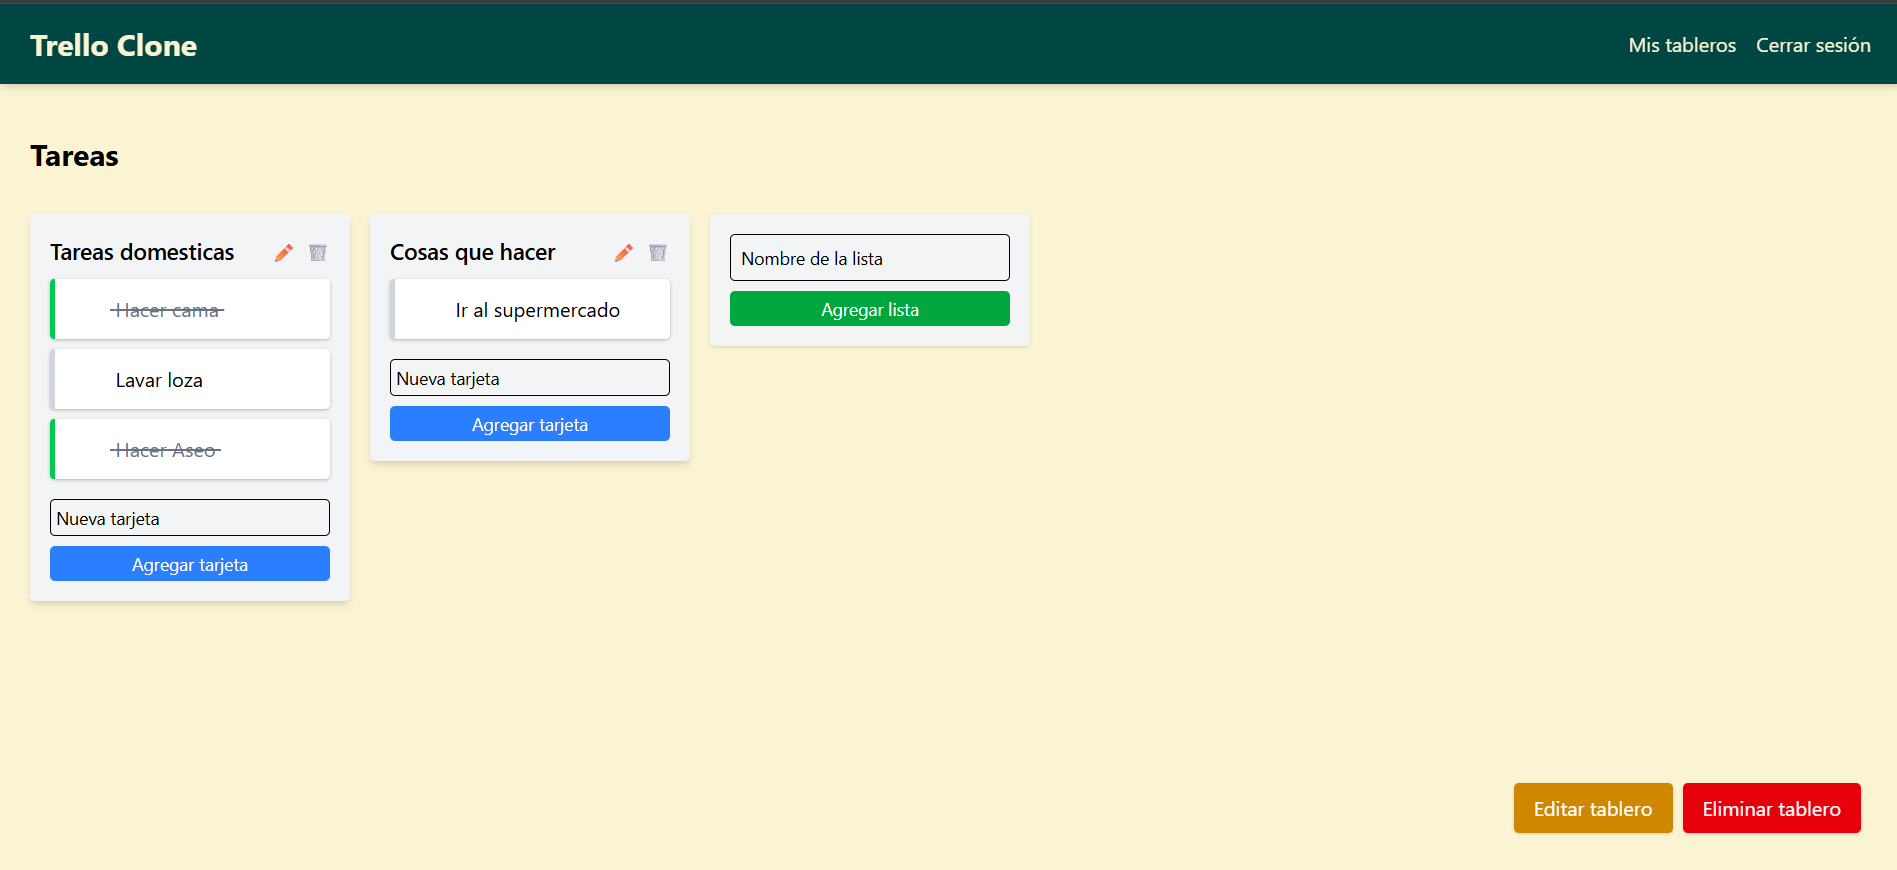 Trello Clone
Mis tableros
Cerrar sesión
Tareas
Tareas domesticas
Hacer cama
Lavar loza
Hacer Aseo
Nueva tarjeta
Agregar tarjeta
Cosas que hacer
Ir al supermercado
Nueva tarjeta
Agregar tarjeta
Nombre de la lista
Agregar lista
Editar tablero
Eliminar tablero